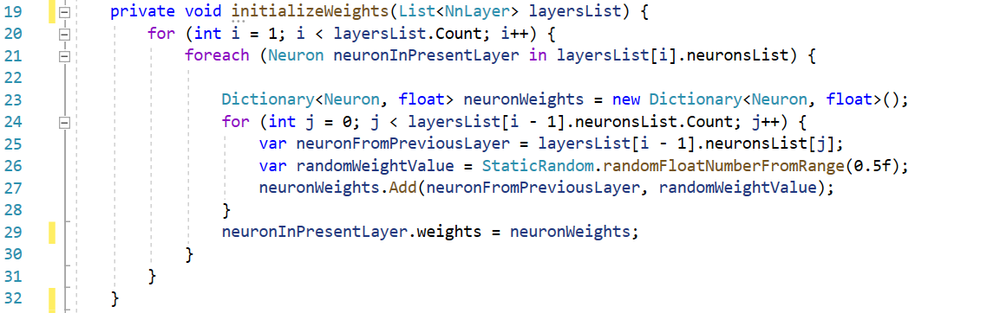 19 private void initializeWeights(List<NnLayer> layersList) {
20 for (int i = 1; i < layersList.Count; i++) {
21 foreach (Neuron neuronInPresentLayer in layersList[i].neuronsList) {
22
23 Dictionary<Neuron, float> neuronWeights = new Dictionary<Neuron, float>();
24 for (int j = 0; j < layersList[i - 1].neuronsList.Count; j++) {
25 var neuronFromPreviousLayer = layersList[i - 1].neuronsList[j];
26 var randomWeightValue = StaticRandom.randomFloatNumberFromRange(0.5f);
27 neuronWeights.Add(neuronFromPreviousLayer, randomWeightValue);
28 }
29 neuronInPresentLayer.weights = neuronWeights;
30 }
31 }
32 }